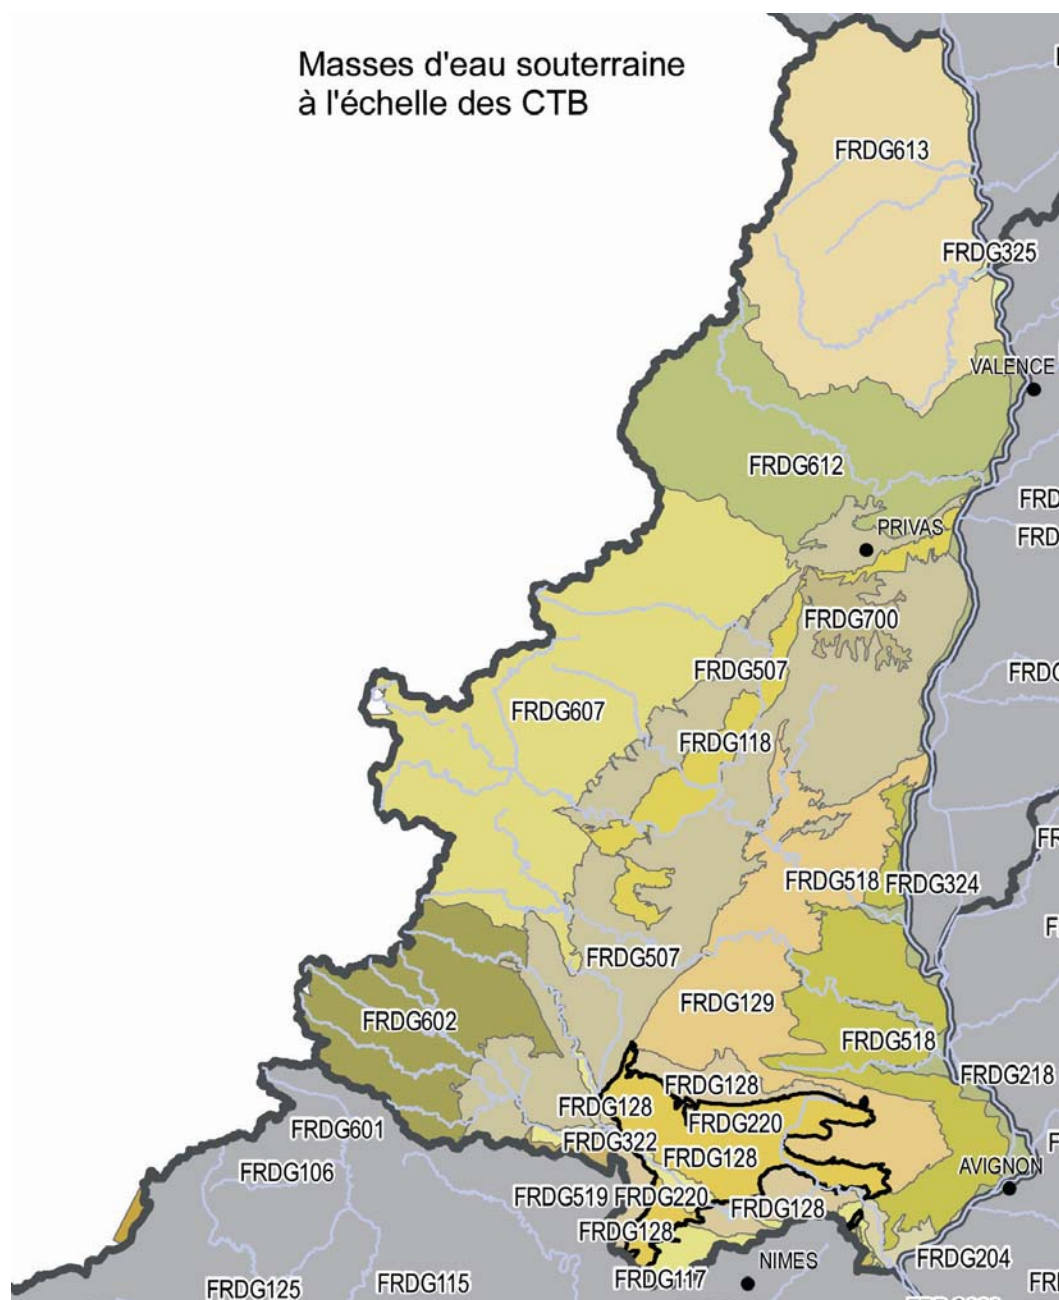 Masses d'eau souterraine
à l'échelle des CTB
FRDG613
FRDG325
VALENCE
FRDG612
PRIVAS
FRDG700
FRDG507
FRDG607
FRDG118
FRDG518
FRDG324
FRDG507
FRDG602
FRDG129
FRDG518
FRDG218
FRDG128
FRDG128
FRDG220
FRDG601
FRDG322
FRDG128
FRDG106
AVIGNON
FRDG519
FRDG220
FRDG128
FRDG128
FRDG204
NIMES
FRDG125
FRDG115
FRDG117